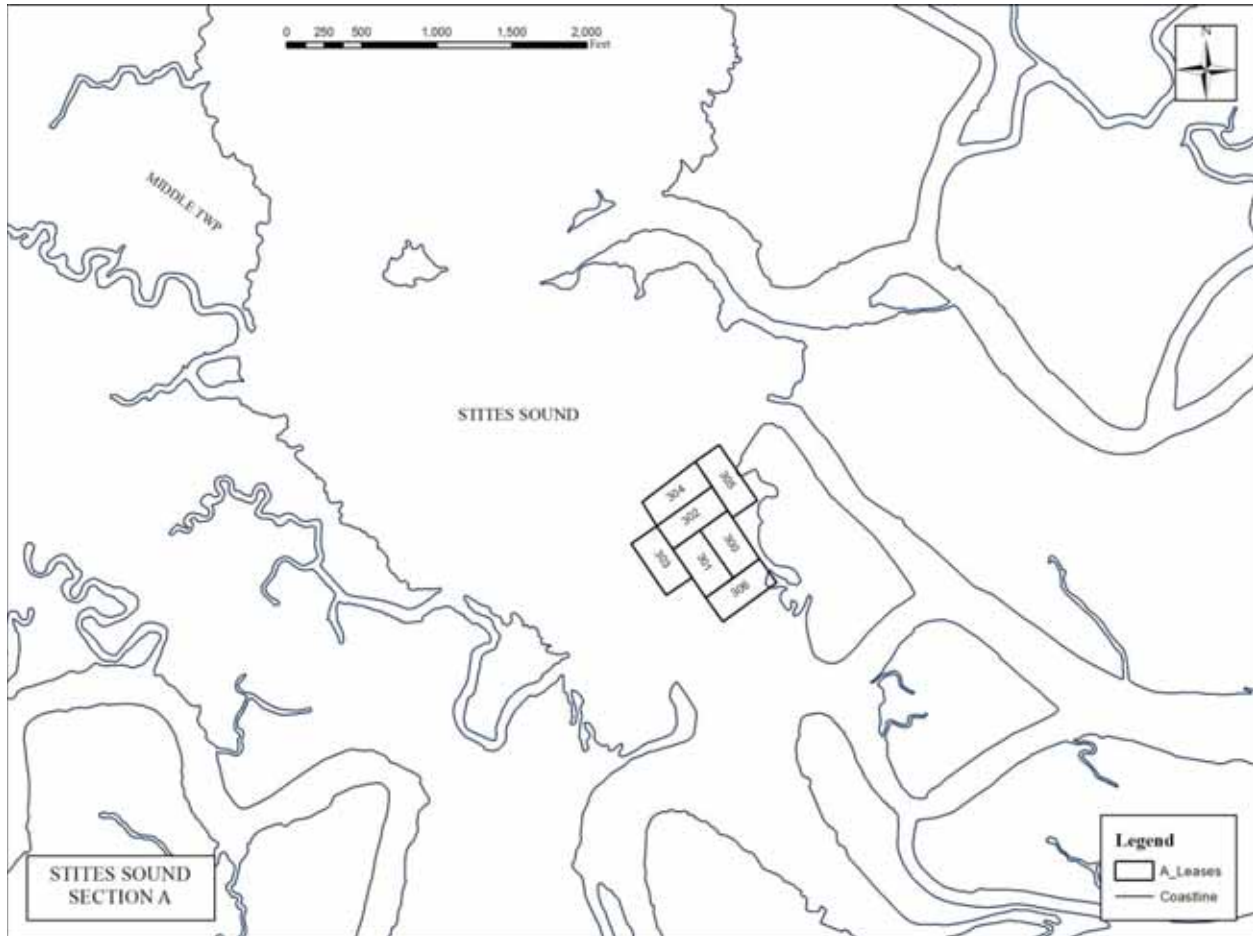 0 250 500 1,000 1,500 2,000
Feet
N
MIDDLE TWP
STITES SOUND
304
305
302
303
301
300
306
STITES SOUND
SECTION A
Legend
A_Leases
Coastline